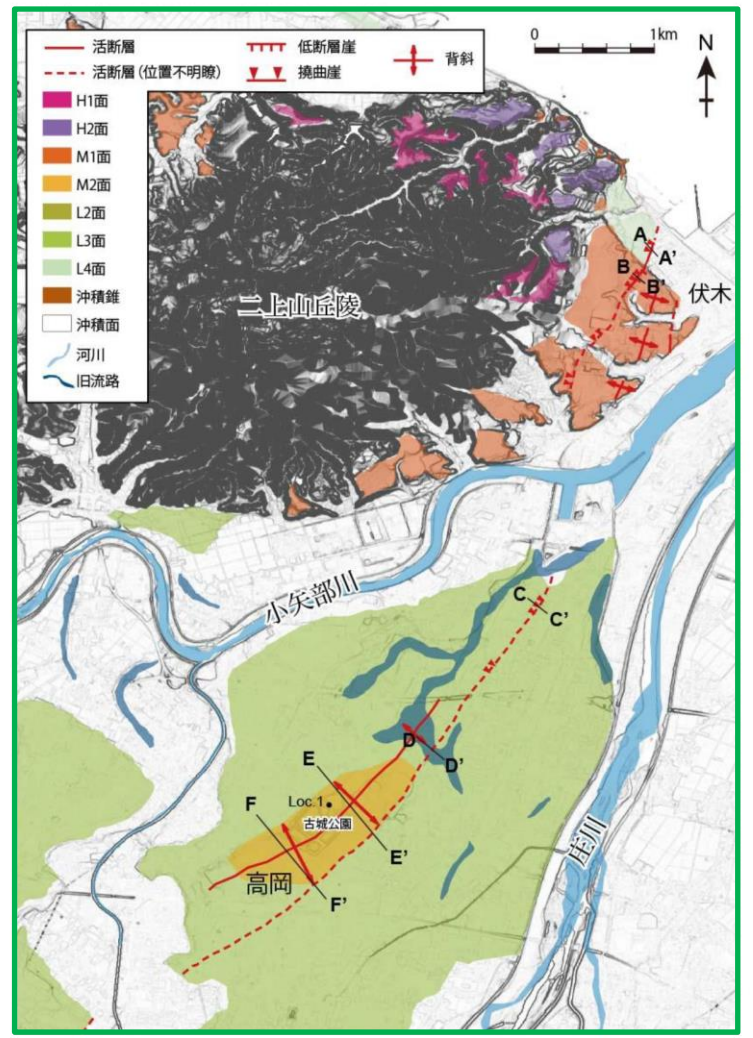 活断層
活断層(位置不明瞭)
低断層崖
撓曲崖
背斜
0 1km
N
H1面
H2面
M1面
M2面
L2面
L3面
L4面
沖積錐
沖積面
河川
旧流路
二上山丘陵
A
A'
B
B'
伏木
小矢部川
C
C'
D
D'
E
Loc.1
古城公園
F
E'
高岡
F'
庄川